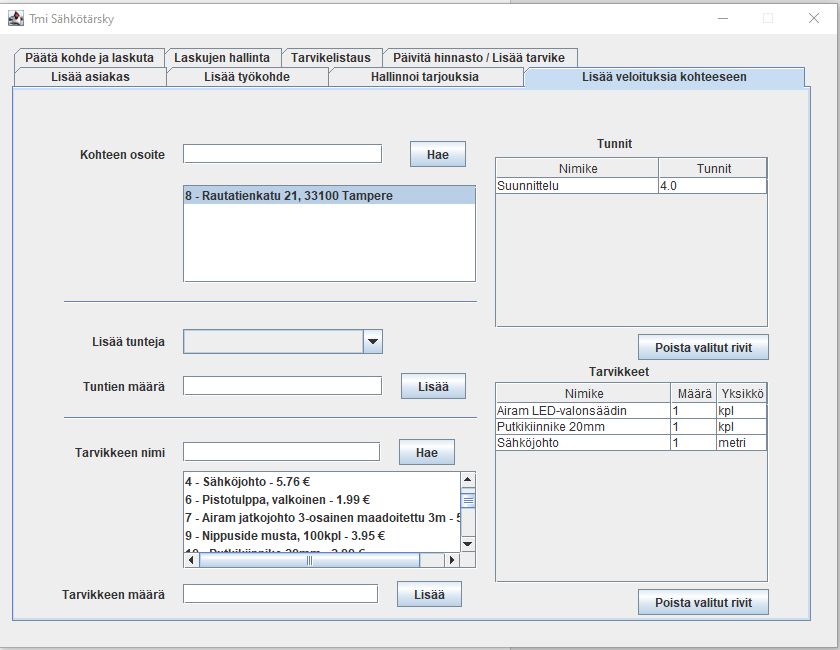 Tmi Sähkötärsky
Päätä kohde ja laskuta
Laskujen hallinta
Tarvikelistaus
Päivitä hinnasto / Lisää tarvike
Lisää asiakas
Lisää työkohde
Hallinnoi tarjouksia
Lisää veloituksia kohteeseen
Kohteen osoite
Hae
8 - Rautatienkatu 21, 33100 Tampere
Lisää tunteja
Tuntien määrä
Lisää
Tarvikkeen nimi
Hae
4 - Sähköjohto - 5.76 €
6 - Pistotulppa, valkoinen - 1.99 €
7 - Airam jatkojohto 3-osainen maadoitettu 3m - 5
9 - Nippuside musta, 100kpl - 3.95 €
10 - Putkikiinnike 20mm
Tarvikkeen määrä
Lisää
Tunnit
Nimike Tunnit
Suunnittelu 4.0
Poista valitut rivit
Tarvikkeet
Nimike Määrä Yksikkö
Airam LED-valonsäädin 1 kpl
Putkikiinnike 20mm 1 kpl
Sähköjohto 1 metri
Poista valitut rivit